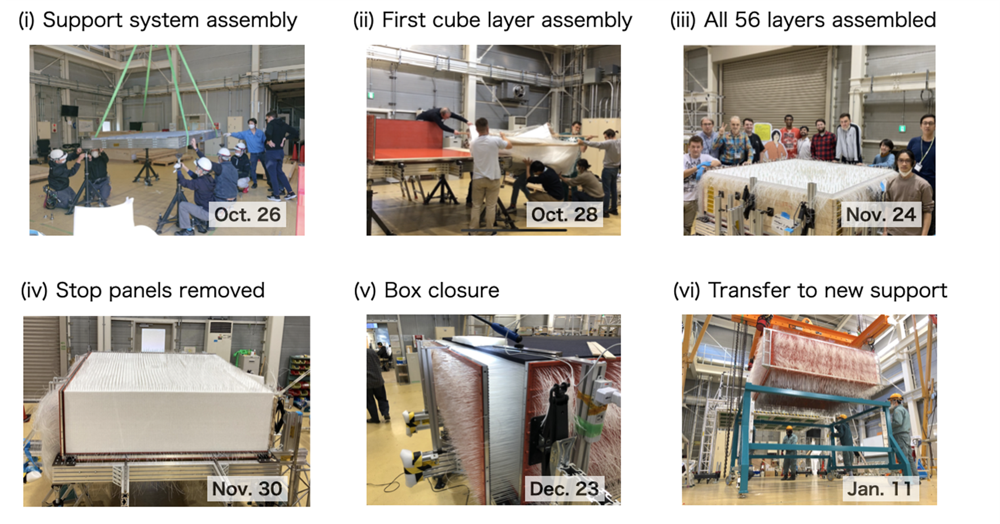 (i) Support system assembly
(ii) First cube layer assembly
(iii) All 56 layers assembled
Oct. 26
Oct. 28
Nov. 24
(iv) Stop panels removed
(v) Box closure
(vi) Transfer to new support
Nov. 30
Dec. 23
Jan. 11